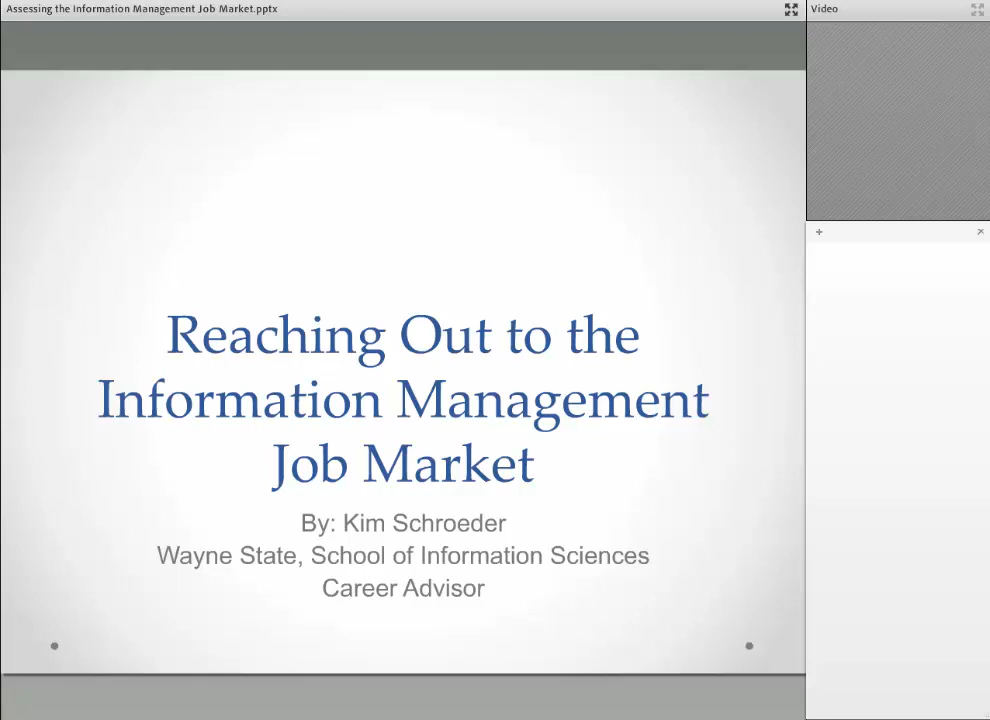 Assessing the Information Management Job Market.pptx
Video
Reaching Out to the
Information Management
Job Market
By: Kim Schroeder
Wayne State, School of Information Sciences
Career Advisor